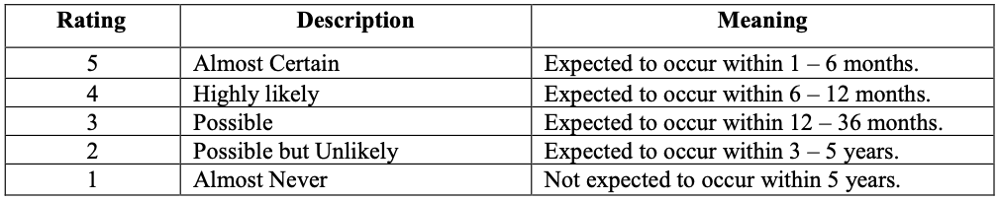 Rating Description Meaning
5 Almost Certain Expected to occur within 1 – 6 months.
4 Highly likely Expected to occur within 6 – 12 months.
3 Possible Expected to occur within 12 – 36 months.
2 Possible but Unlikely Expected to occur within 3 – 5 years.
1 Almost Never Not expected to occur within 5 years.